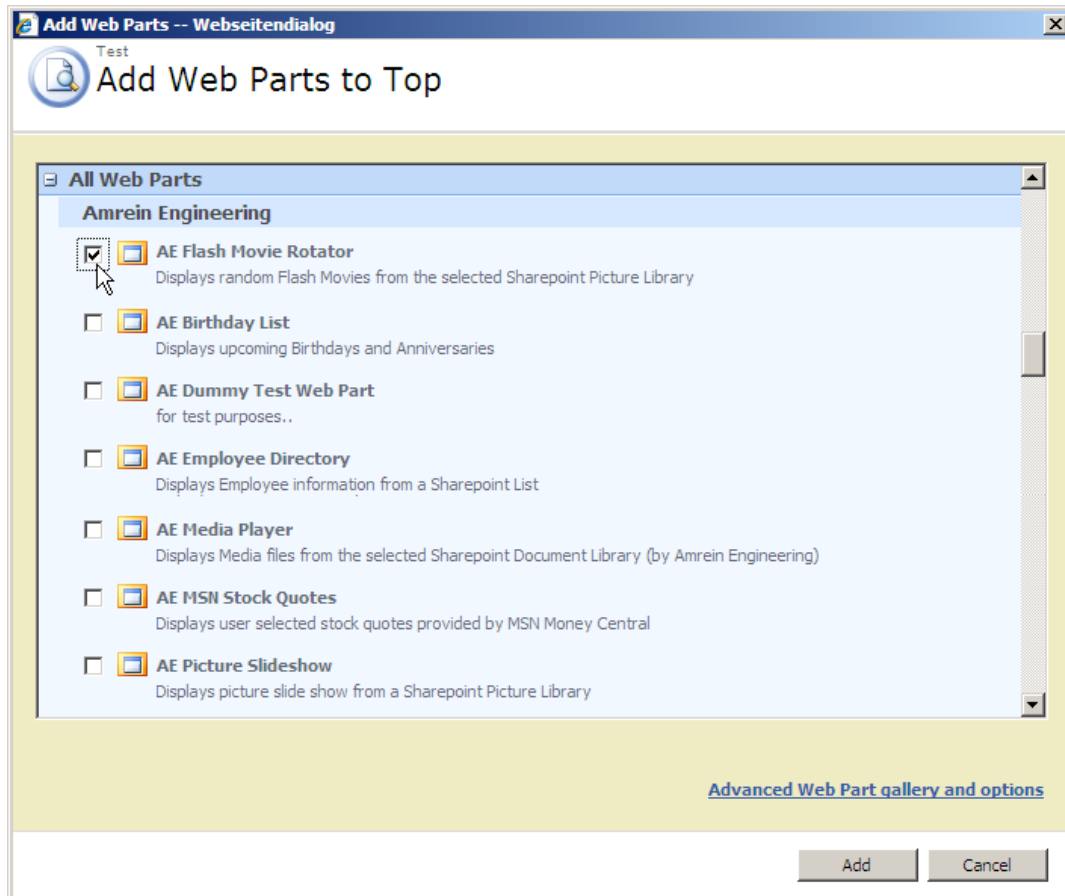 Add Web Parts -- Webseitendialog
Test
Add Web Parts to Top
All Web Parts
Amrein Engineering
AE Flash Movie Rotator
Displays random Flash Movies from the selected Sharepoint Picture Library
AE Birthday List
Displays upcoming Birthdays and Anniversaries
AE Dummy Test Web Part
for test purposes..
AE Employee Directory
Displays Employee information from a Sharepoint List
AE Media Player
Displays Media files from the selected Sharepoint Document Library (by Amrein Engineering)
AE MSN Stock Quotes
Displays user selected stock quotes provided by MSN Money Central
AE Picture Slideshow
Displays picture slide show from a Sharepoint Picture Library
Advanced Web Part gallery and options
Add Cancel